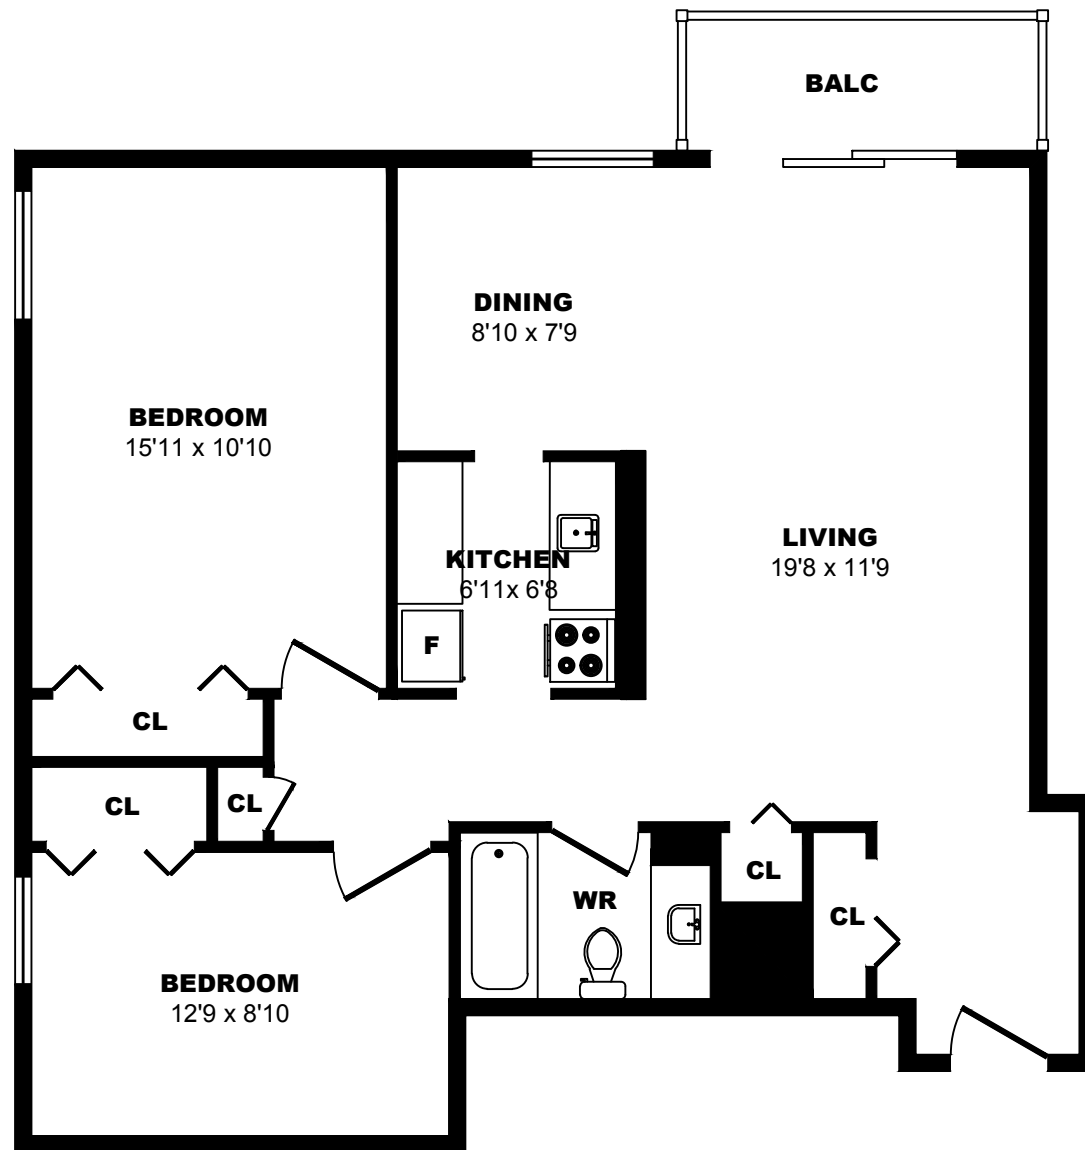 BALC
DINING
8'10 x 7'9
BEDROOM
15'11 x 10'10
LIVING
19'8 x 11'9
KITCHEN
6'11x 6'8
F
CL
CL
CL
CL
WR
CL
BEDROOM
12'9 x 8'10